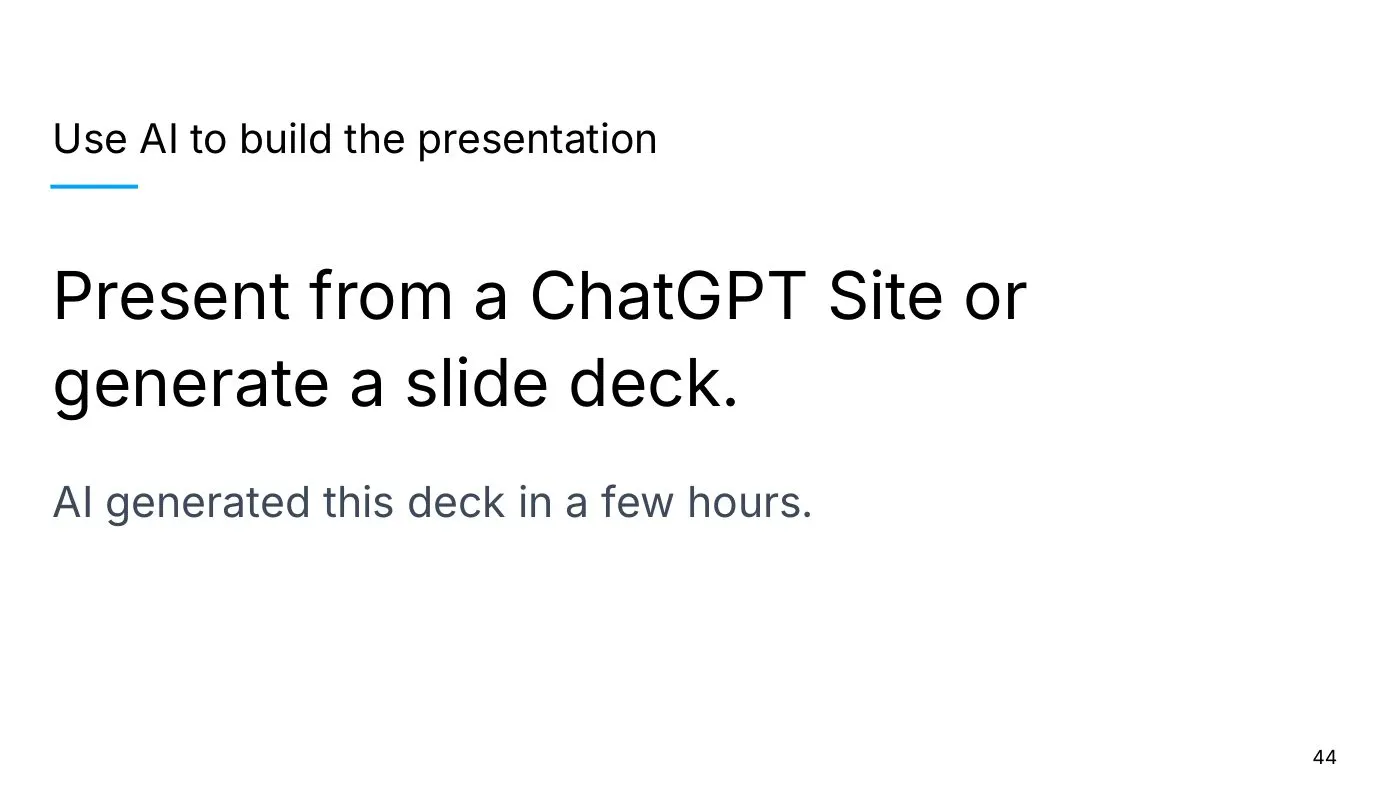 Use AI to build the presentation
Present from a ChatGPT Site or
generate a slide deck.
AI generated this deck in a few hours.
44